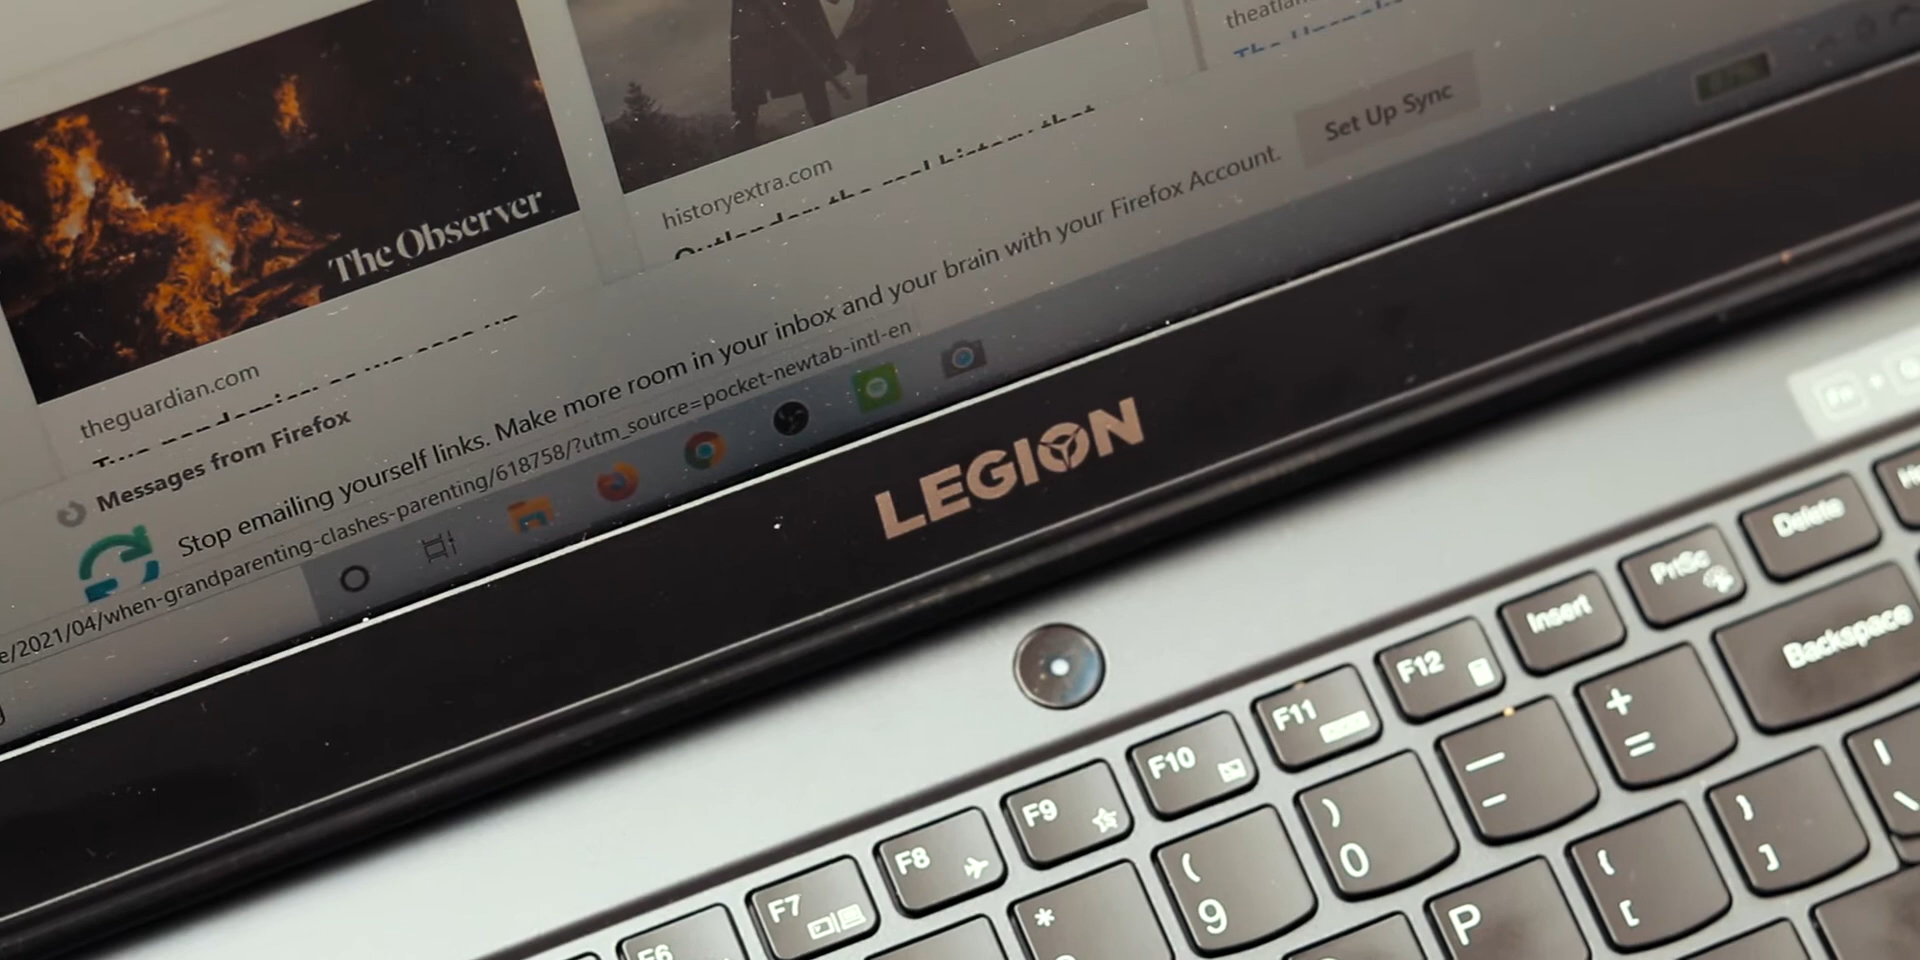 The Observer
theguardian.com
historyextra.com
Set Up Sync
Messages from Firefox
Stop emailing yourself links. Make more room in your inbox and your brain with your Firefox Account.
e/2021/04/when-grandparenting-clashes-parenting/618758/?utm_source=pocket-newtab-intl-en
LEGION
Delete
PrtSc
Insert
Backspace
F12
F11
F10
F9
F8
F7
F6
+
=
—
-
)
0
(
9
*
P
{
[
}
]
|
\